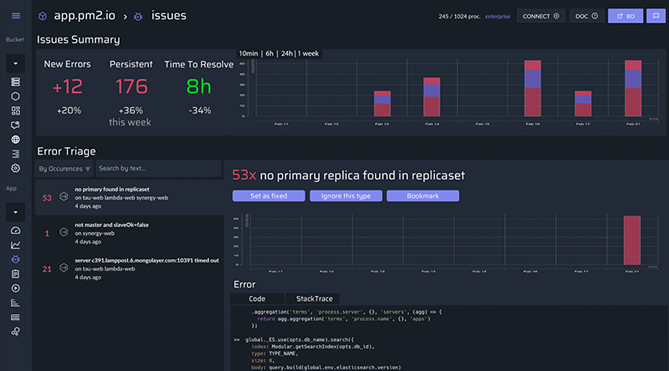 app.pm2.io › issues
245 / 1024 proc. enterprise CONNECT DOC BO
Bucket
Issues Summary
10min | 6h | 24h | 1 week
New Errors Persistent Time To Resolve
+12 176 8h
+20% +36% -34%
this week
Feb 11 Feb 12 Feb 13 Feb 14 Feb 15 Feb 16 Feb 17 Feb 21
Error Triage
By Occurences Search by text...
App
53 no primary found in replicaset
on tau-web lambda-web synergy-web
4 days ago
1 not master and slaveOk=false
on synergy-web
4 days ago
21 server c391.lamppost.6.mongolayer.com:10391 timed out
on tau-web lambda-web
4 days ago
53x no primary replica found in replicaset
Set as fixed Ignore this type Bookmark
Error
Code StackTrace
.aggregation('terms', 'process.server', {}, 'servers', (agg) => {
return agg.aggregation('terms', 'process.name', {}, 'apps')
})
>> global._ES.use(opts.db_name).search({
index: Modular.getSearchIndex(opts.db_id),
type: TYPE_NAME,
size: 0,
body: query.build(global.env.elasticsearch.version)